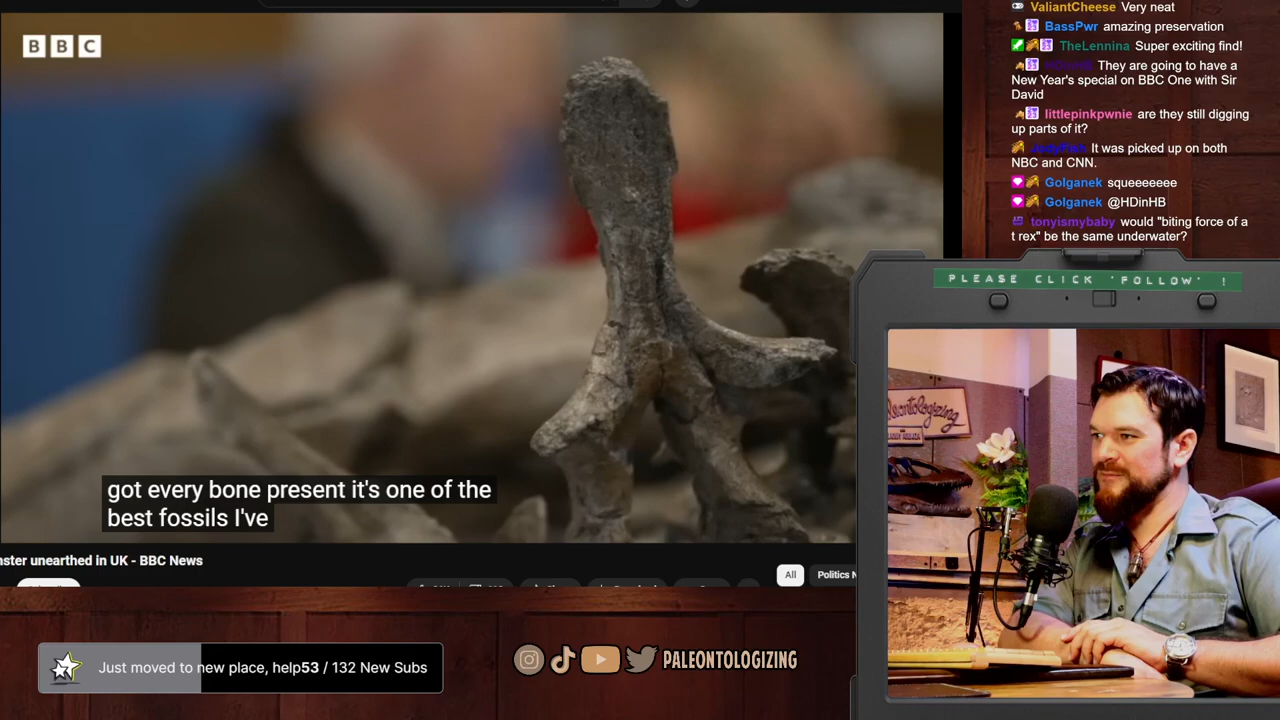 BBC
ValiantCheese Very neat
BassPwr amazing preservation
TheLennina Super exciting find!
They are going to have a
New Year's special on BBC One with Sir
David
littlepinkpwnie are they still digging
up parts of it?
JodyFish It was picked up on both
NBC and CNN.
Golganek squeeeeeee
Golganek @HDinHB
tonyismybaby would "biting force of a
t rex" be the same underwater?
PLEASE CLICK "FOLLOW" !
got every bone present it's one of the
best fossils I've
nster unearthed in UK - BBC News
All
Politics N
Just moved to new place, help53 / 132 New Subs
PALEONTOLOGIZING